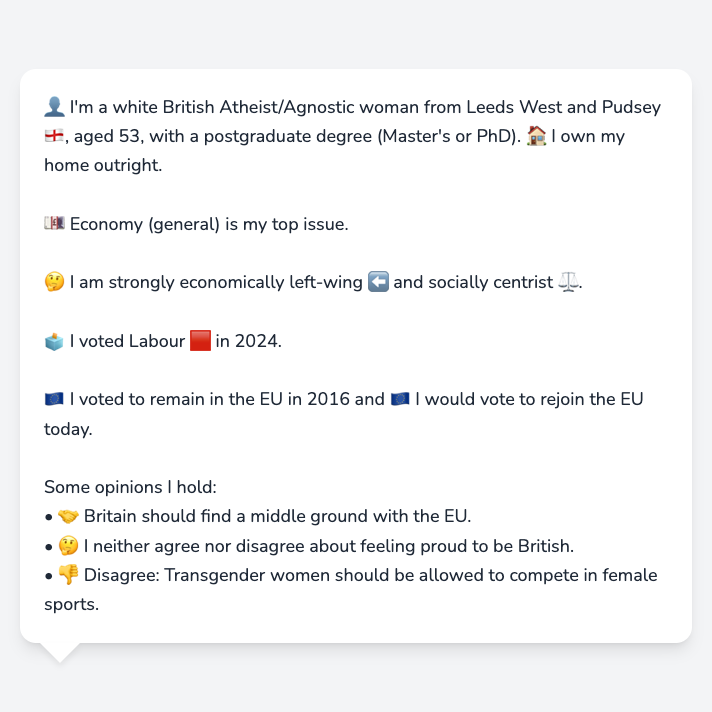 👤 I'm a white British Atheist/Agnostic woman from Leeds West and Pudsey
🏴󠁧󠁢󠁥󠁮󠁧󠁿, aged 53, with a postgraduate degree (Master's or PhD). 🏠 I own my
home outright.
💷 Economy (general) is my top issue.
🤔 I am strongly economically left-wing ⬅️ and socially centrist ⚖️.
🗳️ I voted Labour 🟥 in 2024.
🇪🇺 I voted to remain in the EU in 2016 and 🇪🇺 I would vote to rejoin the EU
today.
Some opinions I hold:
• 🤝 Britain should find a middle ground with the EU.
• 🤔 I neither agree nor disagree about feeling proud to be British.
• 👎 Disagree: Transgender women should be allowed to compete in female
sports.